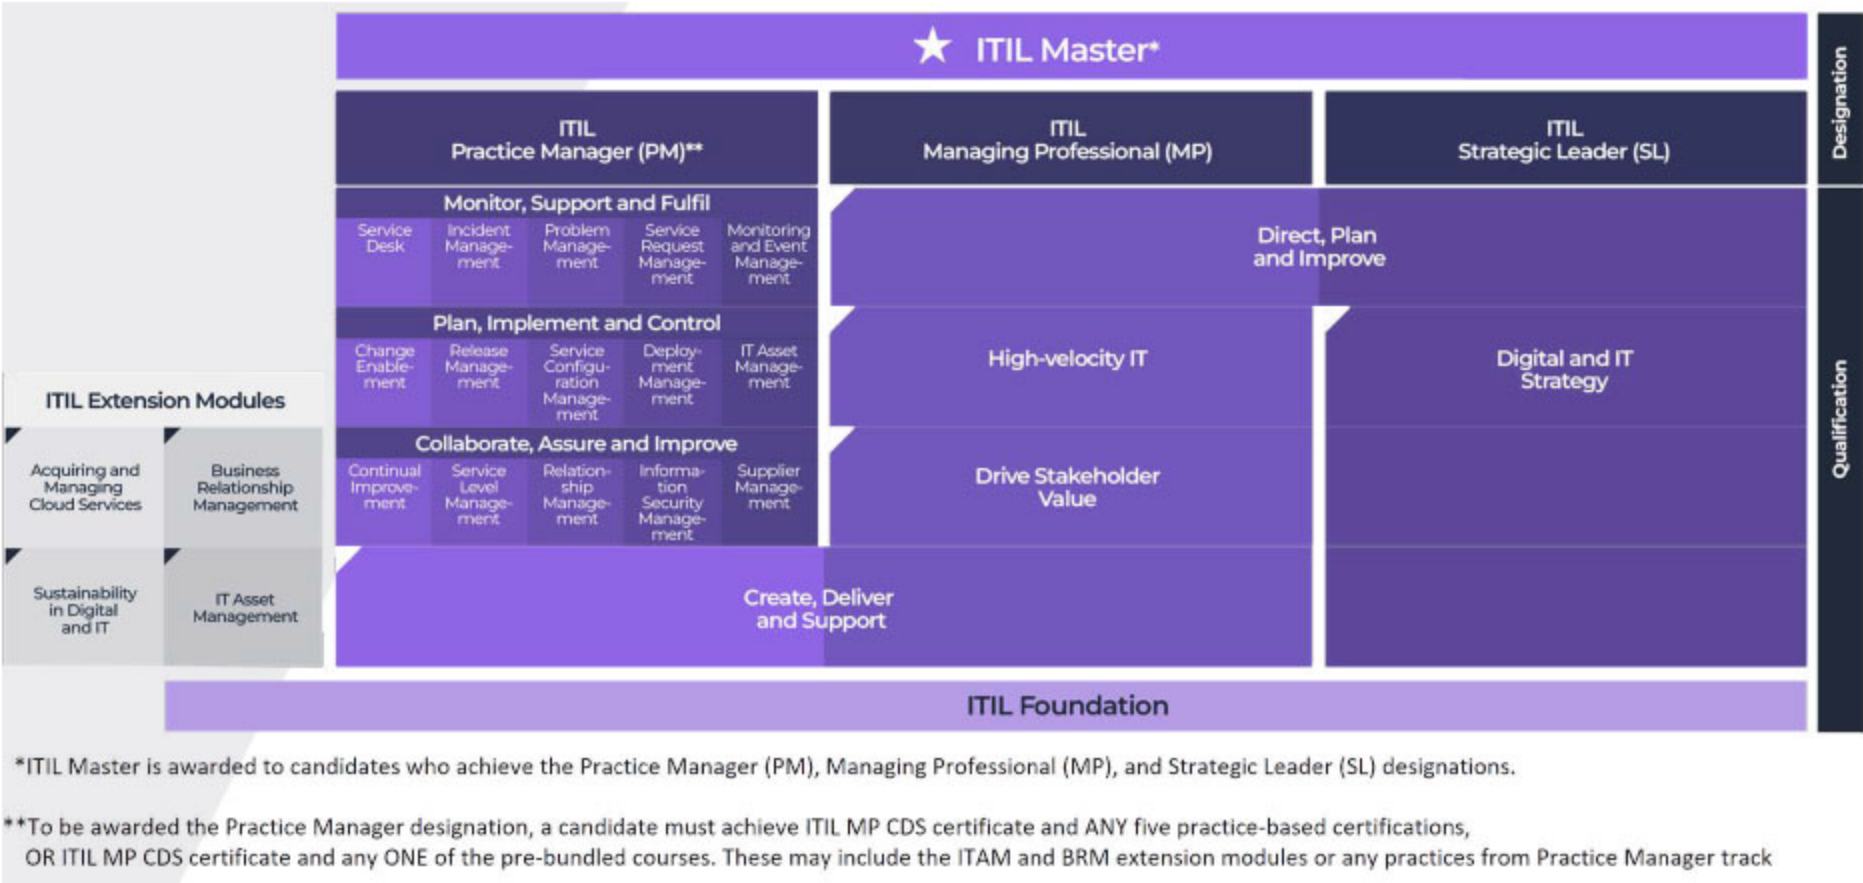 ★ ITIL Master*
Designation
ITIL
Practice Manager (PM)**
ITIL
Managing Professional (MP)
ITIL
Strategic Leader (SL)
Qualification
Monitor, Support and Fulfil
Service
Desk
Incident
Manage-
ment
Problem
Manage-
ment
Service
Request
Manage-
ment
Monitoring
and Event
Manage-
ment
Direct, Plan
and Improve
Plan, Implement and Control
Change
Enable-
ment
Release
Manage-
ment
Service
Configu-
ration
Manage-
ment
Deploy-
ment
Manage-
ment
IT Asset
Manage-
ment
High-velocity IT
Digital and IT
Strategy
ITIL Extension Modules
Acquiring and
Managing
Cloud Services
Business
Relationship
Management
Sustainability
in Digital
and IT
IT Asset
Management
Collaborate, Assure and Improve
Continual
Improve-
ment
Service
Level
Manage-
ment
Relation-
ship
Manage-
ment
Informa-
tion
Security
Manage-
ment
Supplier
Manage-
ment
Drive Stakeholder
Value
Create, Deliver
and Support
ITIL Foundation
*ITIL Master is awarded to candidates who achieve the Practice Manager (PM), Managing Professional (MP), and Strategic Leader (SL) designations.
**To be awarded the Practice Manager designation, a candidate must achieve ITIL MP CDS certificate and ANY five practice-based certifications,
OR ITIL MP CDS certificate and any ONE of the pre-bundled courses. These may include the ITAM and BRM extension modules or any practices from Practice Manager track